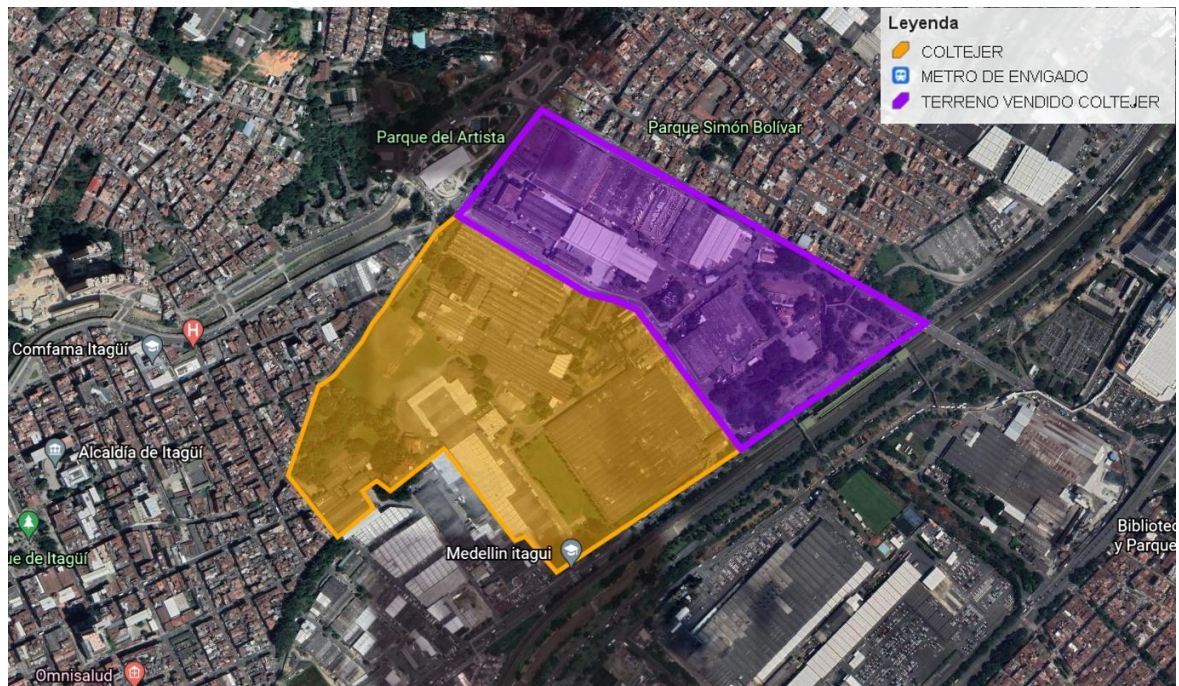 Leyenda
COLTEJER
METRO DE ENVIGADO
TERRENO VENDIDO COLTEJER
Parque del Artista
Parque Simón Bolívar
H
Comfama Itagüí
Alcaldía de Itagüí
ue de Itagüí
Medellin itagui
Bibliotec
y Parque
Omnisalud